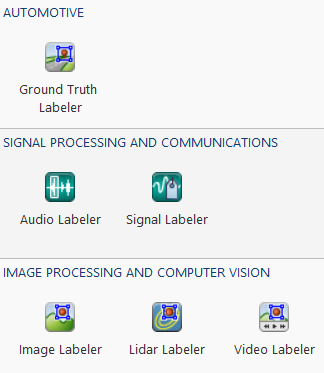 AUTOMOTIVE
Ground Truth
Labeler
SIGNAL PROCESSING AND COMMUNICATIONS
Audio Labeler Signal Labeler
IMAGE PROCESSING AND COMPUTER VISION
Image Labeler Lidar Labeler Video Labeler